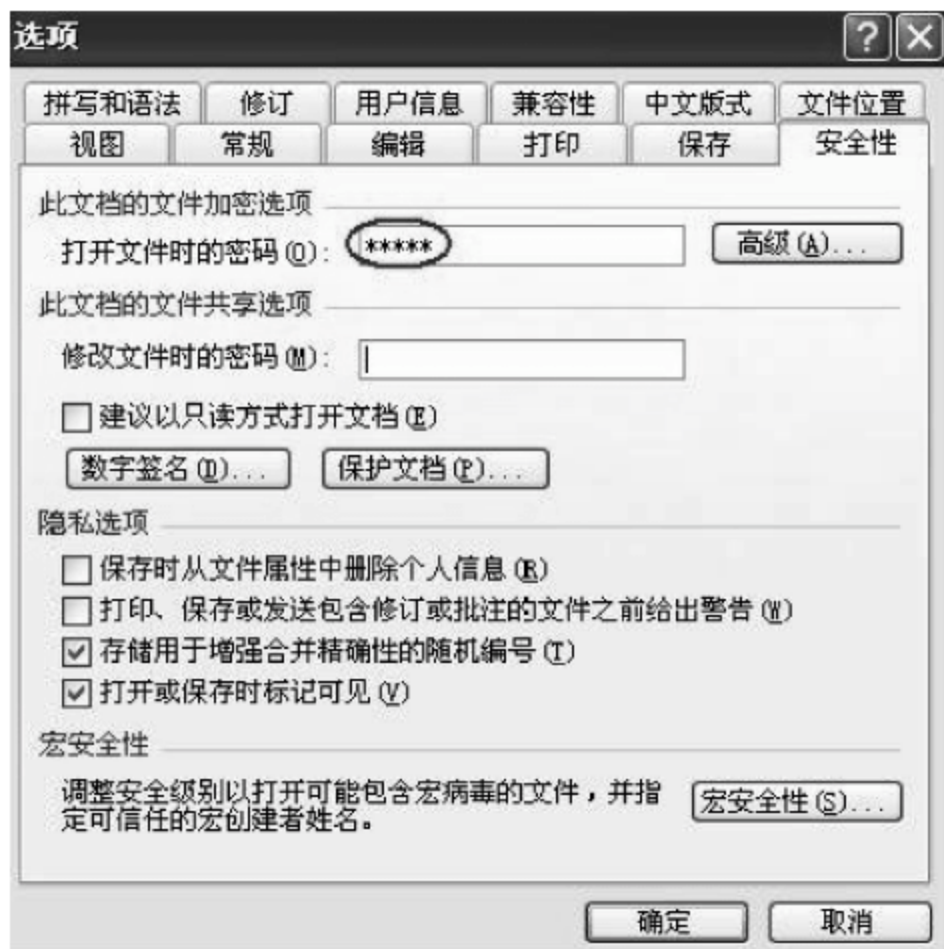 选项
拼写和语法 修订 用户信息 兼容性 中文版式 文件位置
视图 常规 编辑 打印 保存 安全性
此文档的文件加密选项
打开文件时的密码(O): ***** 高级(A)...
此文档的文件共享选项
修改文件时的密码(M):
建议以只读方式打开文档(E)
数字签名(D)... 保护文档(P)...
隐私选项
保存时从文件属性中删除个人信息(R)
打印、保存或发送包含修订或批注的文件之前给出警告(W)
存储用于增强合并精确性的随机编号(T)
打开或保存时标记可见(V)
宏安全性
调整安全级别以打开可能包含宏病毒的文件，并指
定可信任的宏创建者姓名。 宏安全性(S)...
确定 取消